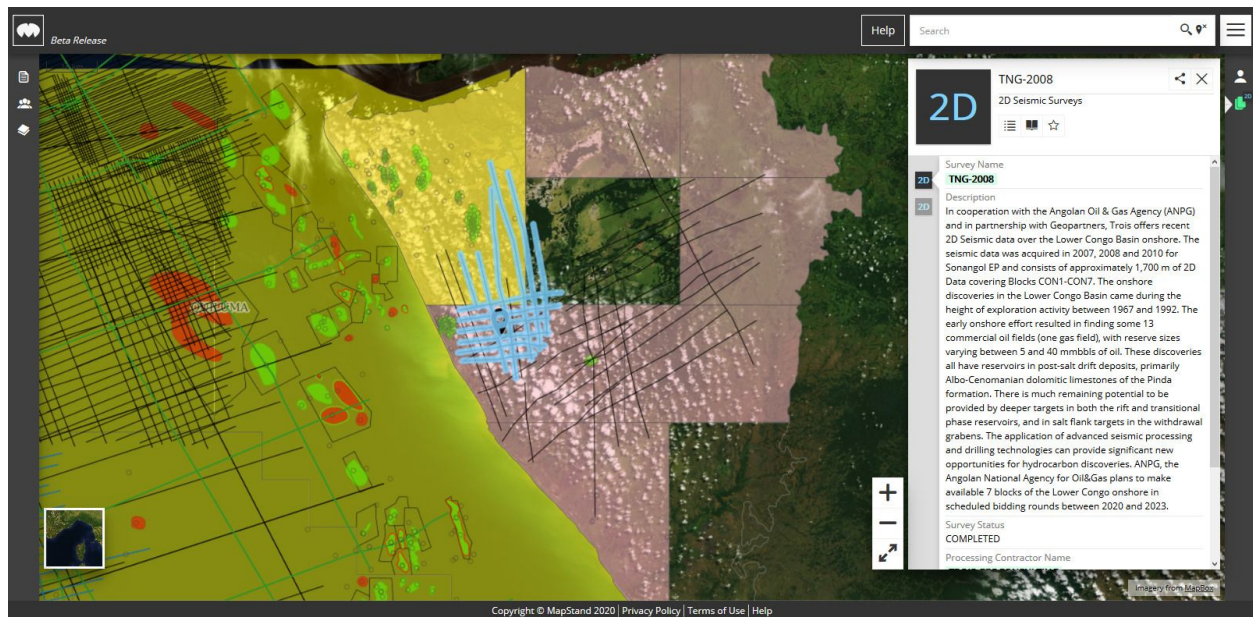 Beta Release
Help
Search
2D
TNG-2008
2D Seismic Surveys
2D
2D
2D
Survey Name
TNG-2008
Description
In cooperation with the Angolan Oil & Gas Agency (ANPG)
and in partnership with Geopartners, Trois offers recent
2D Seismic data over the Lower Congo Basin onshore. The
seismic data was acquired in 2007, 2008 and 2010 for
Sonangol EP and consists of approximately 1,700 m of 2D
Data covering Blocks CON1-CON7. The onshore
discoveries in the Lower Congo Basin came during the
height of exploration activity between 1967 and 1992. The
early onshore effort resulted in finding some 13
commercial oil fields (one gas field), with reserve sizes
varying between 5 and 40 mmbbls of oil. These discoveries
all have reservoirs in post-salt drift deposits, primarily
Albo-Cenomanian dolomitic limestones of the Pinda
formation. There is much remaining potential to be
provided by deeper targets in both the rift and transitional
phase reservoirs, and in salt flank targets in the withdrawal
grabens. The application of advanced seismic processing
and drilling technologies can provide significant new
opportunities for hydrocarbon discoveries. ANPG, the
Angolan National Agency for Oil&Gas plans to make
available 7 blocks of the Lower Congo onshore in
scheduled bidding rounds between 2020 and 2023.
Survey Status
COMPLETED
Processing Contractor Name
Imagery from MapBox
Copyright © MapStand 2020 | Privacy Policy | Terms of Use | Help